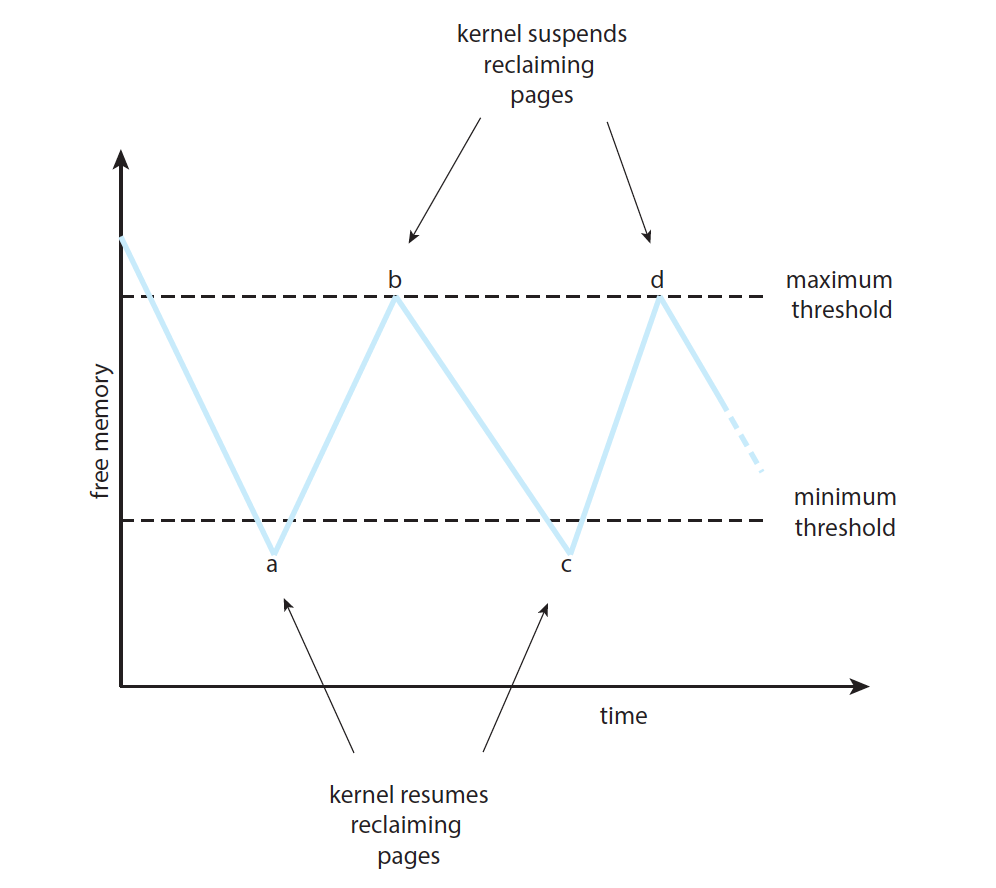 kernel suspends
reclaiming
pages
b
d
maximum
threshold
free memory
minimum
threshold
a
c
time
kernel resumes
reclaiming
pages